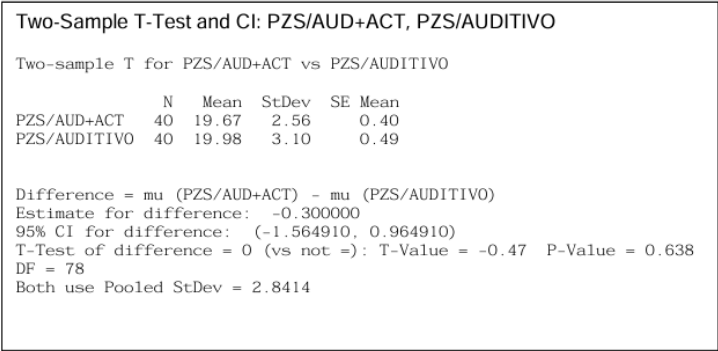 Two-Sample T-Test and CI: PZS/AUD+ACT, PZS/AUDITIVO
Two-sample T for PZS/AUD+ACT vs PZS/AUDITIVO
N Mean StDev SE Mean
PZS/AUD+ACT 40 19.67 2.56 0.40
PZS/AUDITIVO 40 19.98 3.10 0.49
Difference = mu (PZS/AUD+ACT) - mu (PZS/AUDITIVO)
Estimate for difference: -0.300000
95% CI for difference: (-1.564910, 0.964910)
T-Test of difference = 0 (vs not =): T-Value = -0.47 P-Value = 0.638
DF = 78
Both use Pooled StDev = 2.8414